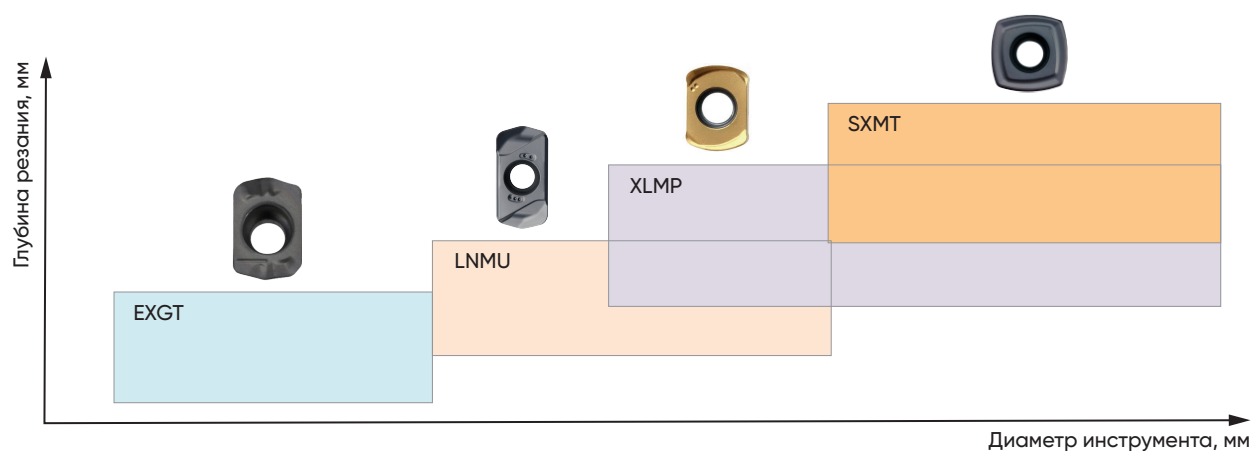 Глубина резания, мм
SXMT
XLMP
LNMU
EXGT
Диаметр инструмента, мм